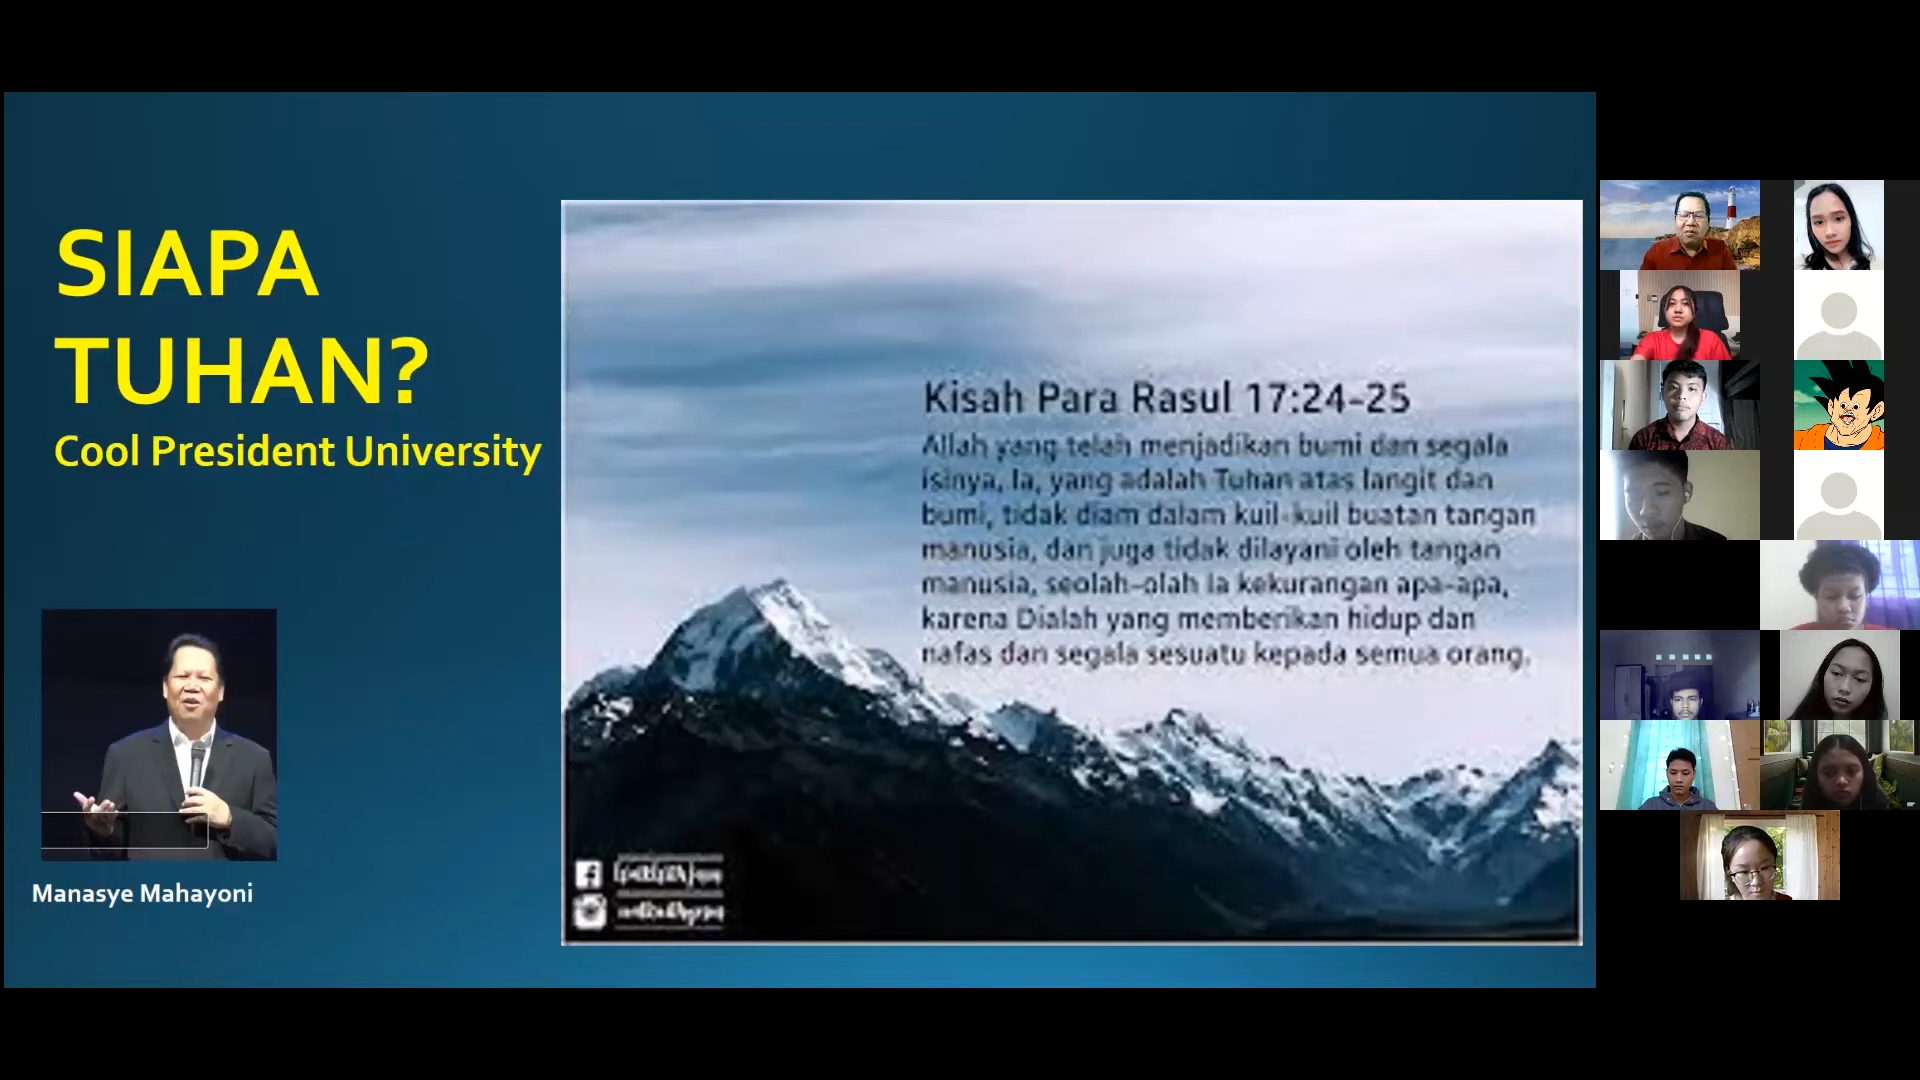 SIAPA
TUHAN?
Cool President University
Manasye Mahayoni
Kisah Para Rasul 17:24-25
Allah yang telah menjadikan bumi dan segala
isinya, Ia, yang adalah Tuhan atas langit dan
bumi, tidak diam dalam kuil-kuil buatan tangan
manusia, dan juga tidak dilayani oleh tangan
manusia, seolah-olah Ia kekurangan apa-apa,
karena Dialah yang memberikan hidup dan
nafas dan segala sesuatu kepada semua orang.